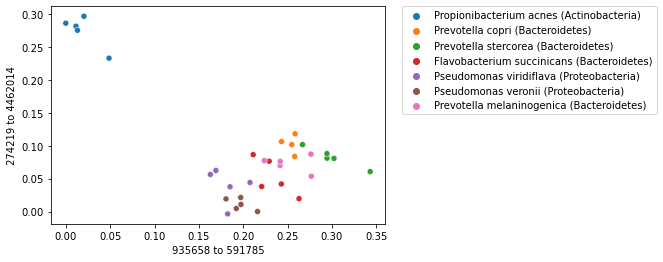 0.30
0.25
0.20
0.15
0.10
0.05
0.00
274219 to 4462014
0.00 0.05 0.10 0.15 0.20 0.25 0.30 0.35
935658 to 591785
Propionibacterium acnes (Actinobacteria)
Prevotella copri (Bacteroidetes)
Prevotella stercorea (Bacteroidetes)
Flavobacterium succinicans (Bacteroidetes)
Pseudomonas viridiflava (Proteobacteria)
Pseudomonas veronii (Proteobacteria)
Prevotella melaninogenica (Bacteroidetes)